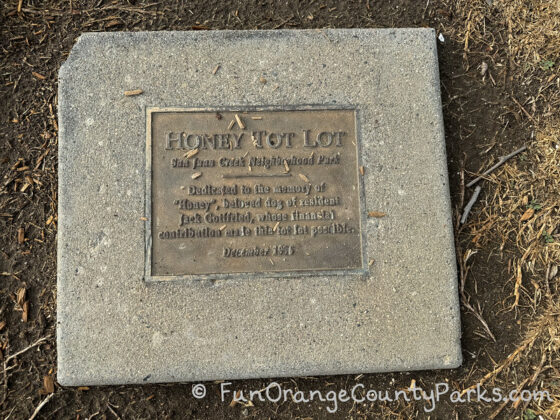 HONEY TOT LOT
San Juan Creek Neighborhood Park
Dedicated to the memory of
"Honey", beloved dog of resident
Jack Gottfried, whose financial
contribution made this tot lot possible.
December
© FunOrangeCountyParks.com